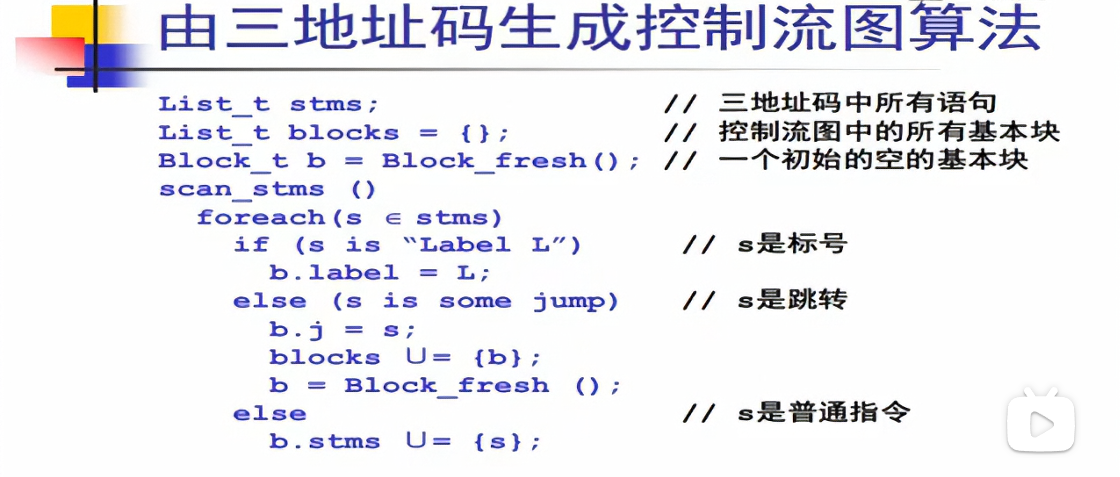 由三地址码生成控制流图算法
List_t stms; // 三地址码中所有语句
List_t blocks = {}; // 控制流图中的所有基本块
Block_t b = Block_fresh(); // 一个初始的空的基本块
scan_stms ()
foreach(s ∈ stms)
if (s is “Label L”) // s是标号
b.label = L;
else (s is some jump) // s是跳转
b.j = s;
blocks ∪= {b};
b = Block_fresh ();
else // s是普通指令
b.stms ∪= {s};